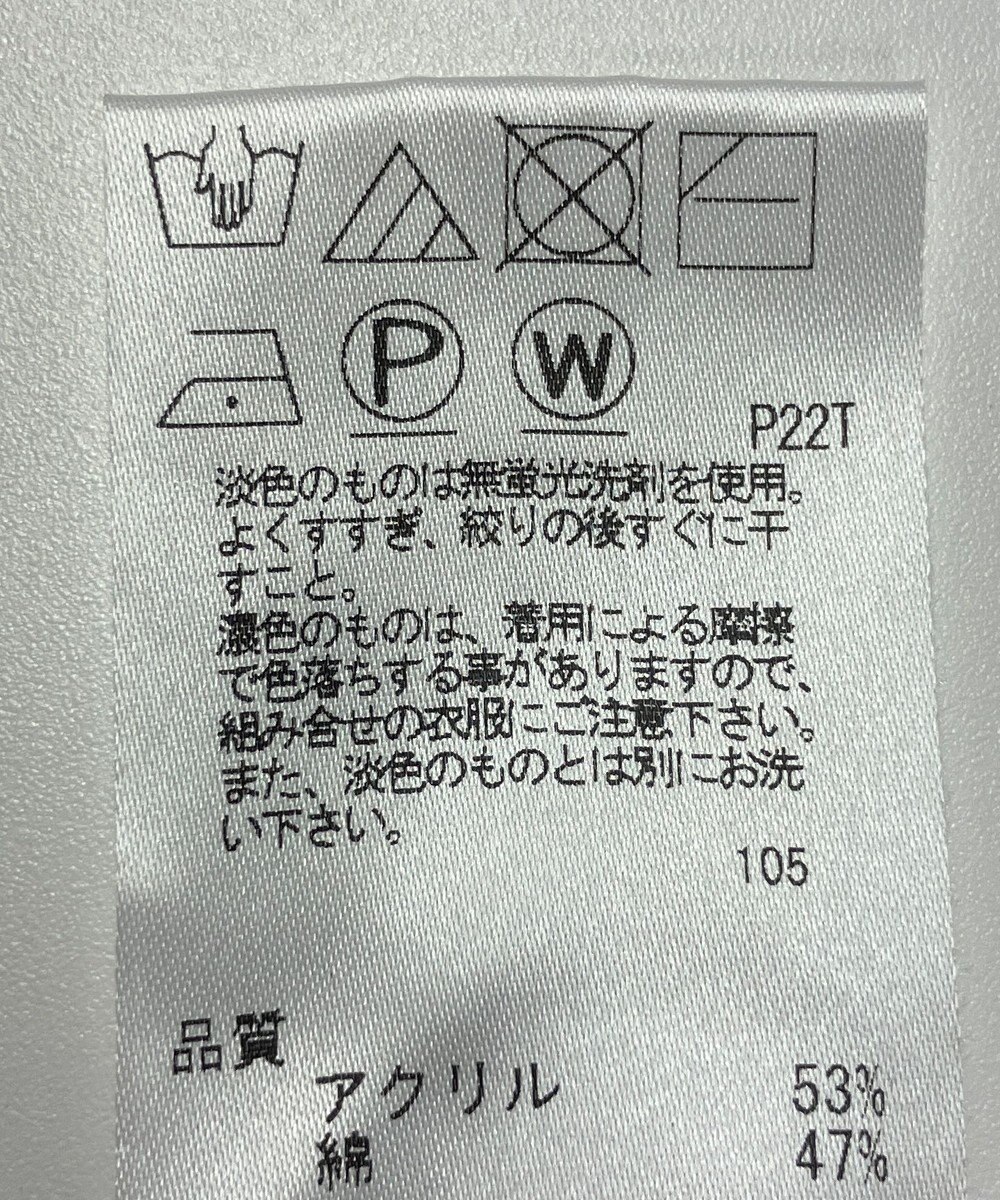 P
W
P22T
淡色のものは無蛍光洗剤を使用。
よくすすぎ、絞りの後すぐに干
すこと。
濃色のものは、着用による摩擦
で色落ちする事がありますので、
組み合せの衣服にご注意下さい。
また、淡色のものとは別にお洗
い下さい。
105
品質
アクリル 53%
綿 47%